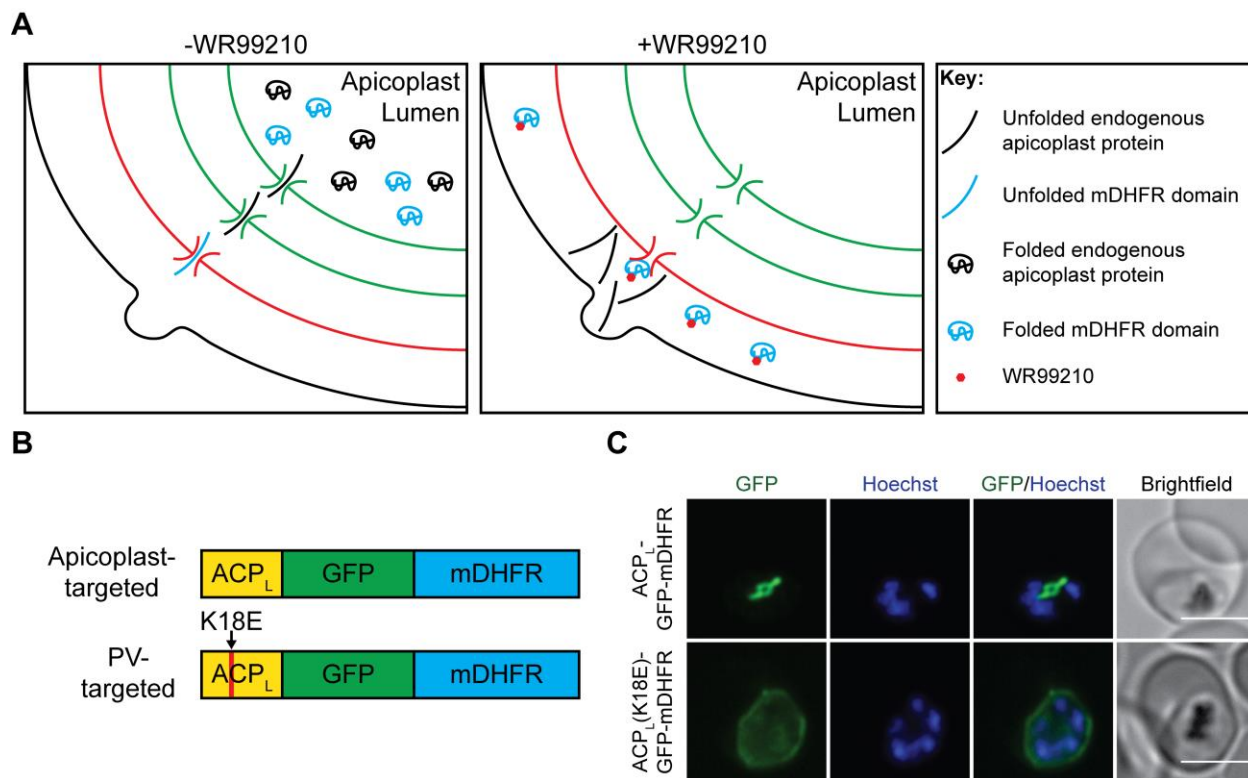 A
-WR99210
+WR99210
Apicoplast
Lumen
Apicoplast
Lumen
Key:
Unfolded endogenous
apicoplast protein
Unfolded mDHFR domain
Folded endogenous
apicoplast protein
Folded mDHFR domain
WR99210
B
Apicoplast-
targeted
ACPL
GFP
mDHFR
K18E
PV-
targeted
ACPL
GFP
mDHFR
C
GFP
Hoechst
GFP/Hoechst
Brightfield
ACPL-
GFP-mDHFR
ACPL(K18E)-
GFP-mDHFR